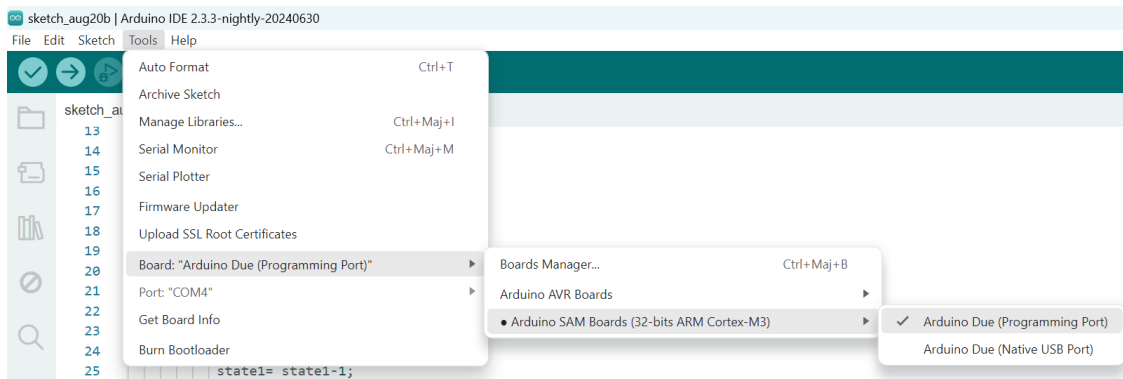 sketch_aug20b | Arduino IDE 2.3.3-nightly-20240630
File Edit Sketch Tools Help
sketch_au
13
14
15
16
17
18
19
20
21
22
23
24
25 state1= state1-1;
Auto Format Ctrl+T
Archive Sketch
Manage Libraries... Ctrl+Maj+I
Serial Monitor Ctrl+Maj+M
Serial Plotter
Firmware Updater
Upload SSL Root Certificates
Board: "Arduino Due (Programming Port)"
Port: "COM4"
Get Board Info
Burn Bootloader
Boards Manager... Ctrl+Maj+B
Arduino AVR Boards
● Arduino SAM Boards (32-bits ARM Cortex-M3)
✓ Arduino Due (Programming Port)
Arduino Due (Native USB Port)